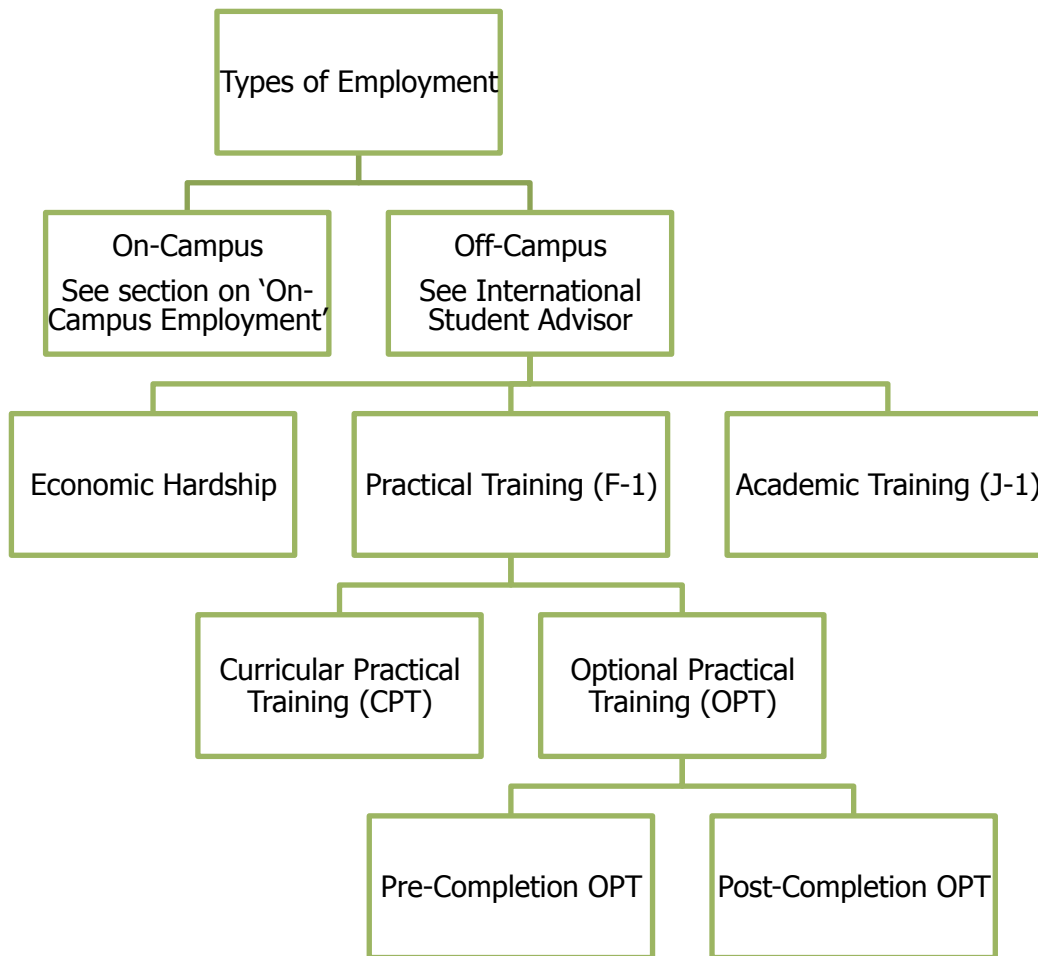 Types of Employment
On-Campus
See section on ‘On-
Campus Employment’
Off-Campus
See International
Student Advisor
Economic Hardship
Practical Training (F-1)
Academic Training (J-1)
Curricular Practical
Training (CPT)
Optional Practical
Training (OPT)
Pre-Completion OPT
Post-Completion OPT